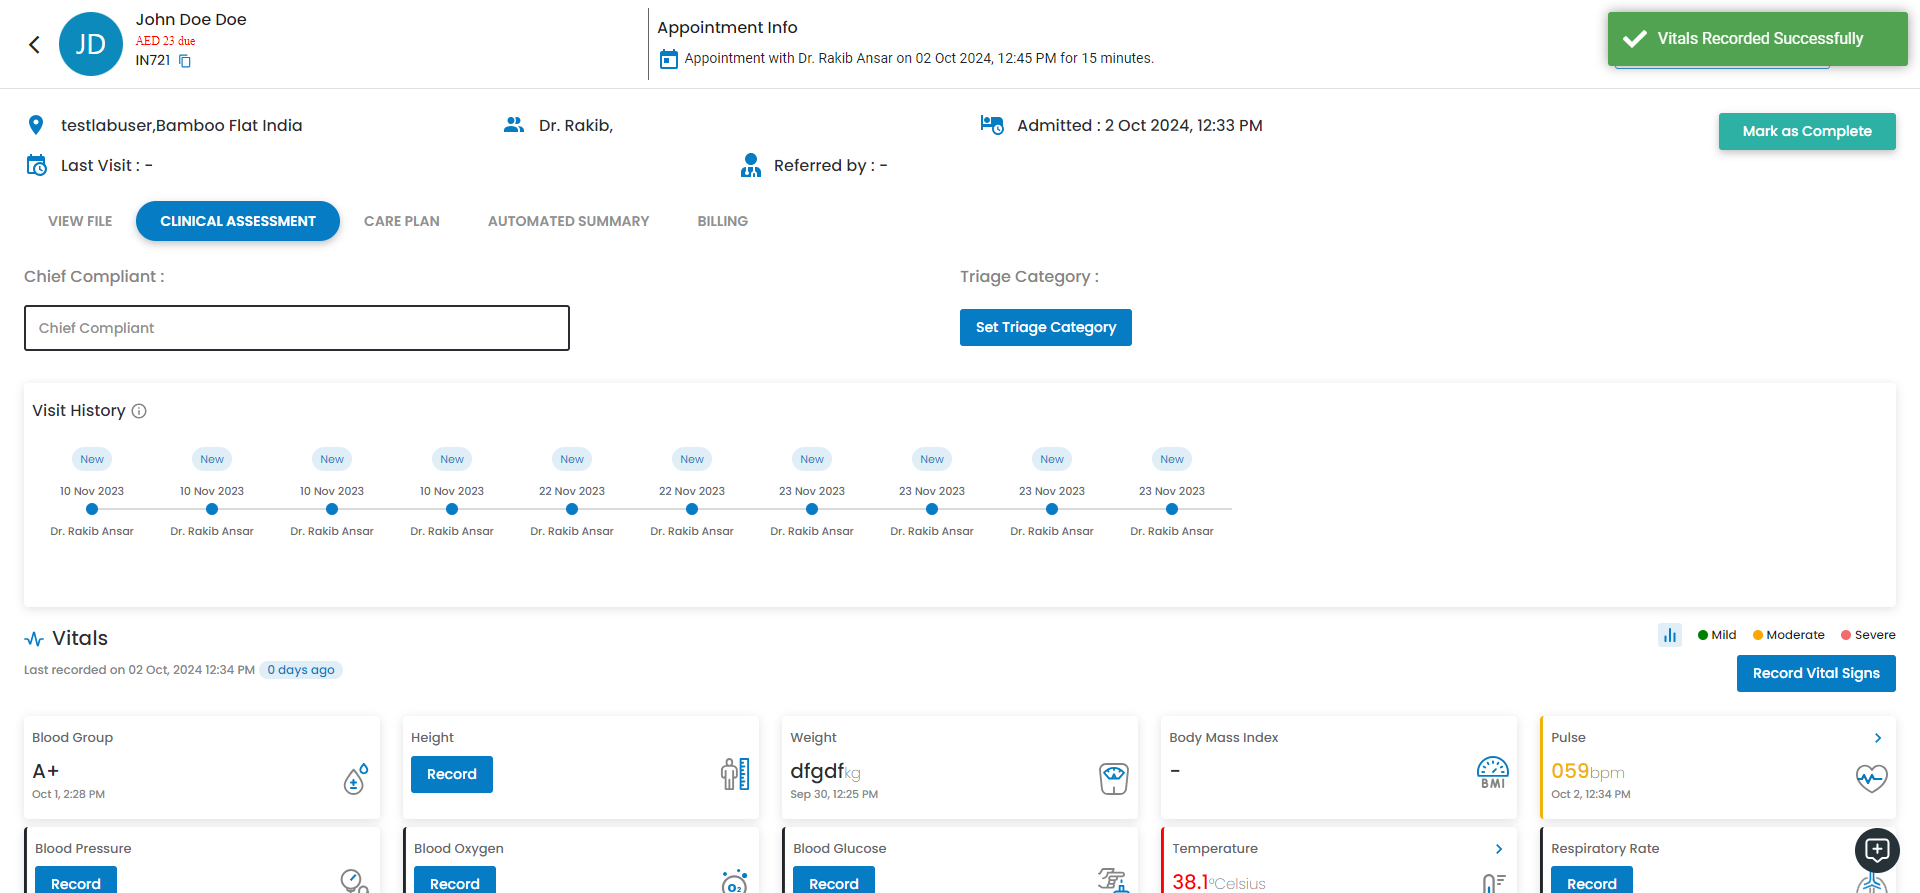 JD
John Doe Doe
AED 23 due
IN721
Appointment Info
Appointment with Dr. Rakib Ansar on 02 Oct 2024, 12:45 PM for 15 minutes.
Vitals Recorded Successfully
testlabuser,Bamboo Flat India
Dr. Rakib,
Admitted : 2 Oct 2024, 12:33 PM
Mark as Complete
Last Visit : -
Referred by : -
VIEW FILE
CLINICAL ASSESSMENT
CARE PLAN
AUTOMATED SUMMARY
BILLING
Chief Compliant :
Triage Category :
Chief Compliant
Set Triage Category
Visit History
New New New New New New New New New New
10 Nov 2023 10 Nov 2023 10 Nov 2023 10 Nov 2023 22 Nov 2023 22 Nov 2023 23 Nov 2023 23 Nov 2023 23 Nov 2023 23 Nov 2023
Dr. Rakib Ansar Dr. Rakib Ansar Dr. Rakib Ansar Dr. Rakib Ansar Dr. Rakib Ansar Dr. Rakib Ansar Dr. Rakib Ansar Dr. Rakib Ansar Dr. Rakib Ansar Dr. Rakib Ansar
Vitals
Mild Moderate Severe
Last recorded on 02 Oct, 2024 12:34 PM 0 days ago
Record Vital Signs
Blood Group
A+
Oct 1, 2:28 PM
Height
Record
Weight
dfgdfkg
Sep 30, 12:25 PM
Body Mass Index
-
BMI
Pulse
059bpm
Oct 2, 12:34 PM
Blood Pressure
Record
Blood Oxygen
Record
O2
Blood Glucose
Record
Temperature
38.1°Celsius
Respiratory Rate
Record